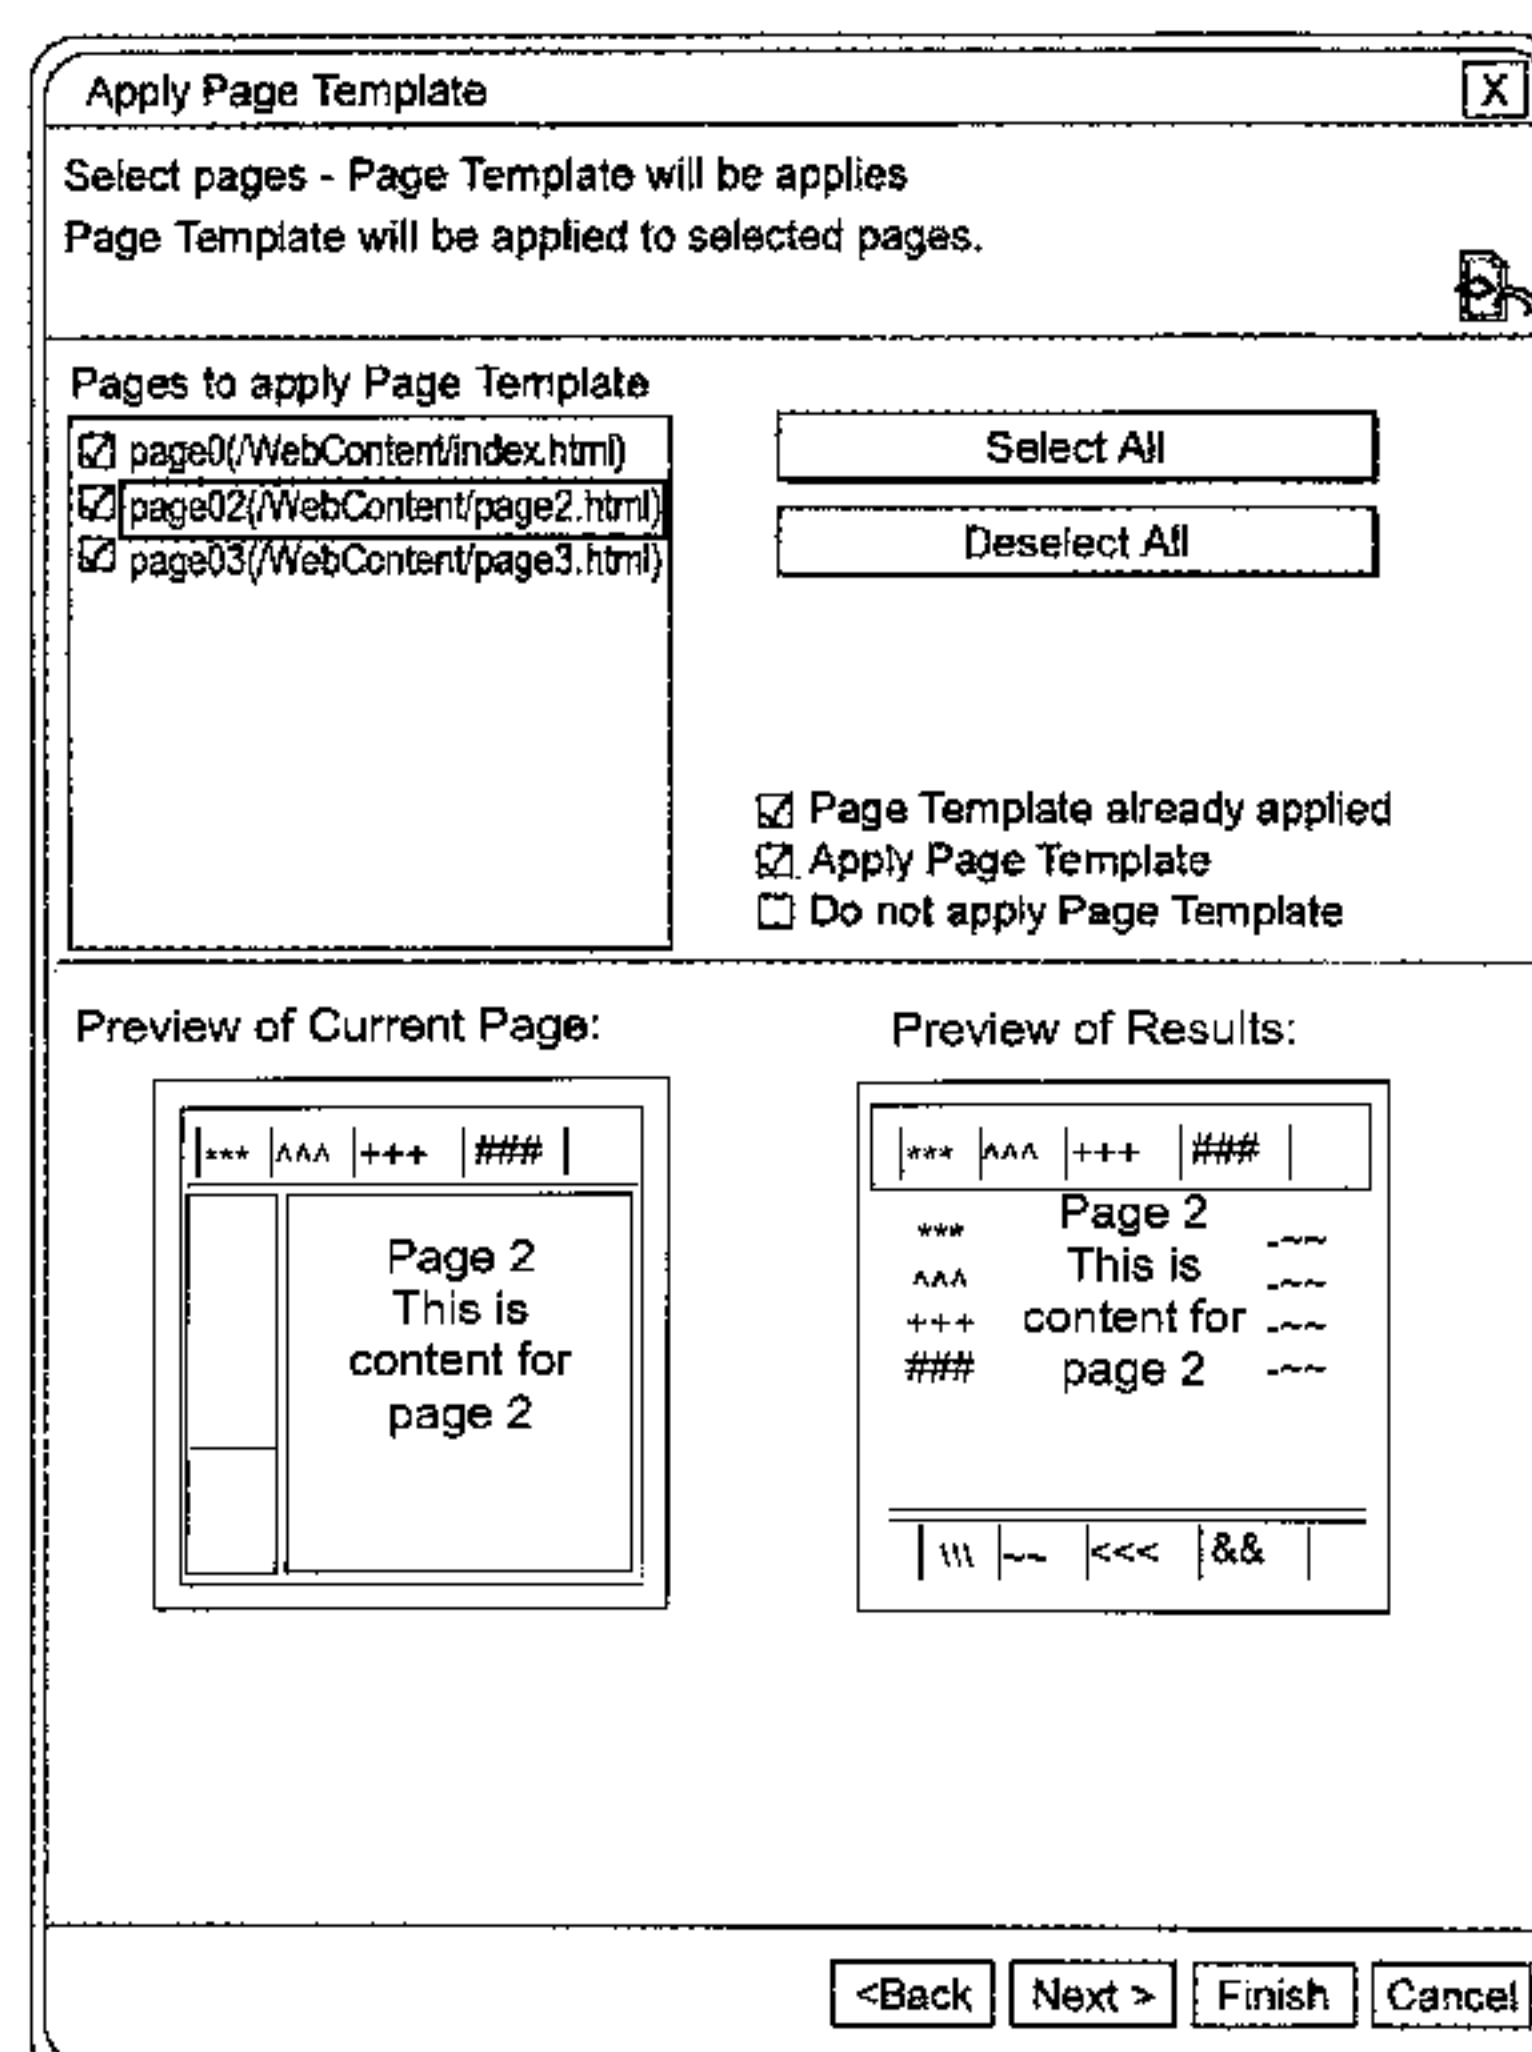 Apply Page Template X
Select pages - Page Template will be applies
Page Template will be applied to selected pages.
Pages to apply Page Template
page0(/WebContent/index.html)
page02(/WebContent/page2.html)
page03(/WebContent/page3.html)
Select All
Deselect All
Page Template already applied
Apply Page Template
Do not apply Page Template
Preview of Current Page:
*** ^^^ +++ ###
Page 2
This is
content for
page 2
Preview of Results:
*** ^^^ +++ ###
*** Page 2 -~~
^^^ This is -~~
+++ content for -~~
### page 2 -~~
\\\ ~~ <<< &&
<Back Next > Finish Cancel